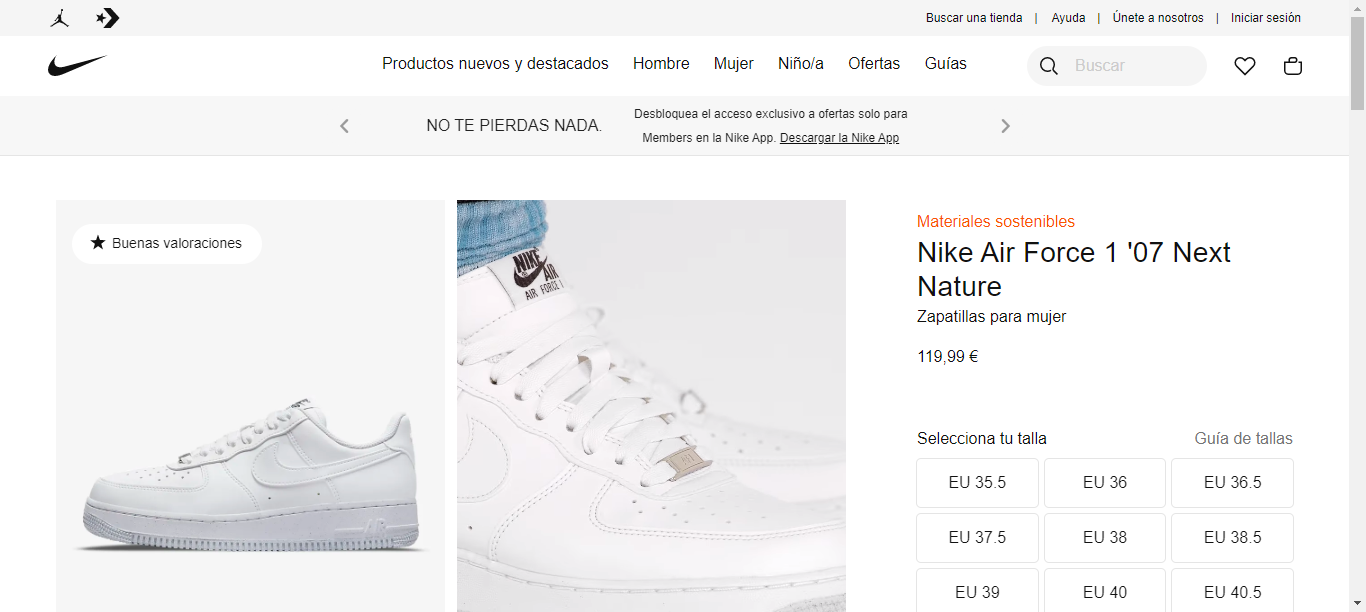 Buscar una tienda | Ayuda | Únete a nosotros | Iniciar sesión
Productos nuevos y destacados Hombre Mujer Niño/a Ofertas Guías Buscar
NO TE PIERDAS NADA.
Desbloquea el acceso exclusivo a ofertas solo para
Members en la Nike App. Descargar la Nike App
Buenas valoraciones
NIKE
AIR
AIR FORCE 1
AIR
Materiales sostenibles
Nike Air Force 1 '07 Next
Nature
Zapatillas para mujer
119,99 €
Selecciona tu talla Guía de tallas
EU 35.5 EU 36 EU 36.5
EU 37.5 EU 38 EU 38.5
EU 39 EU 40 EU 40.5